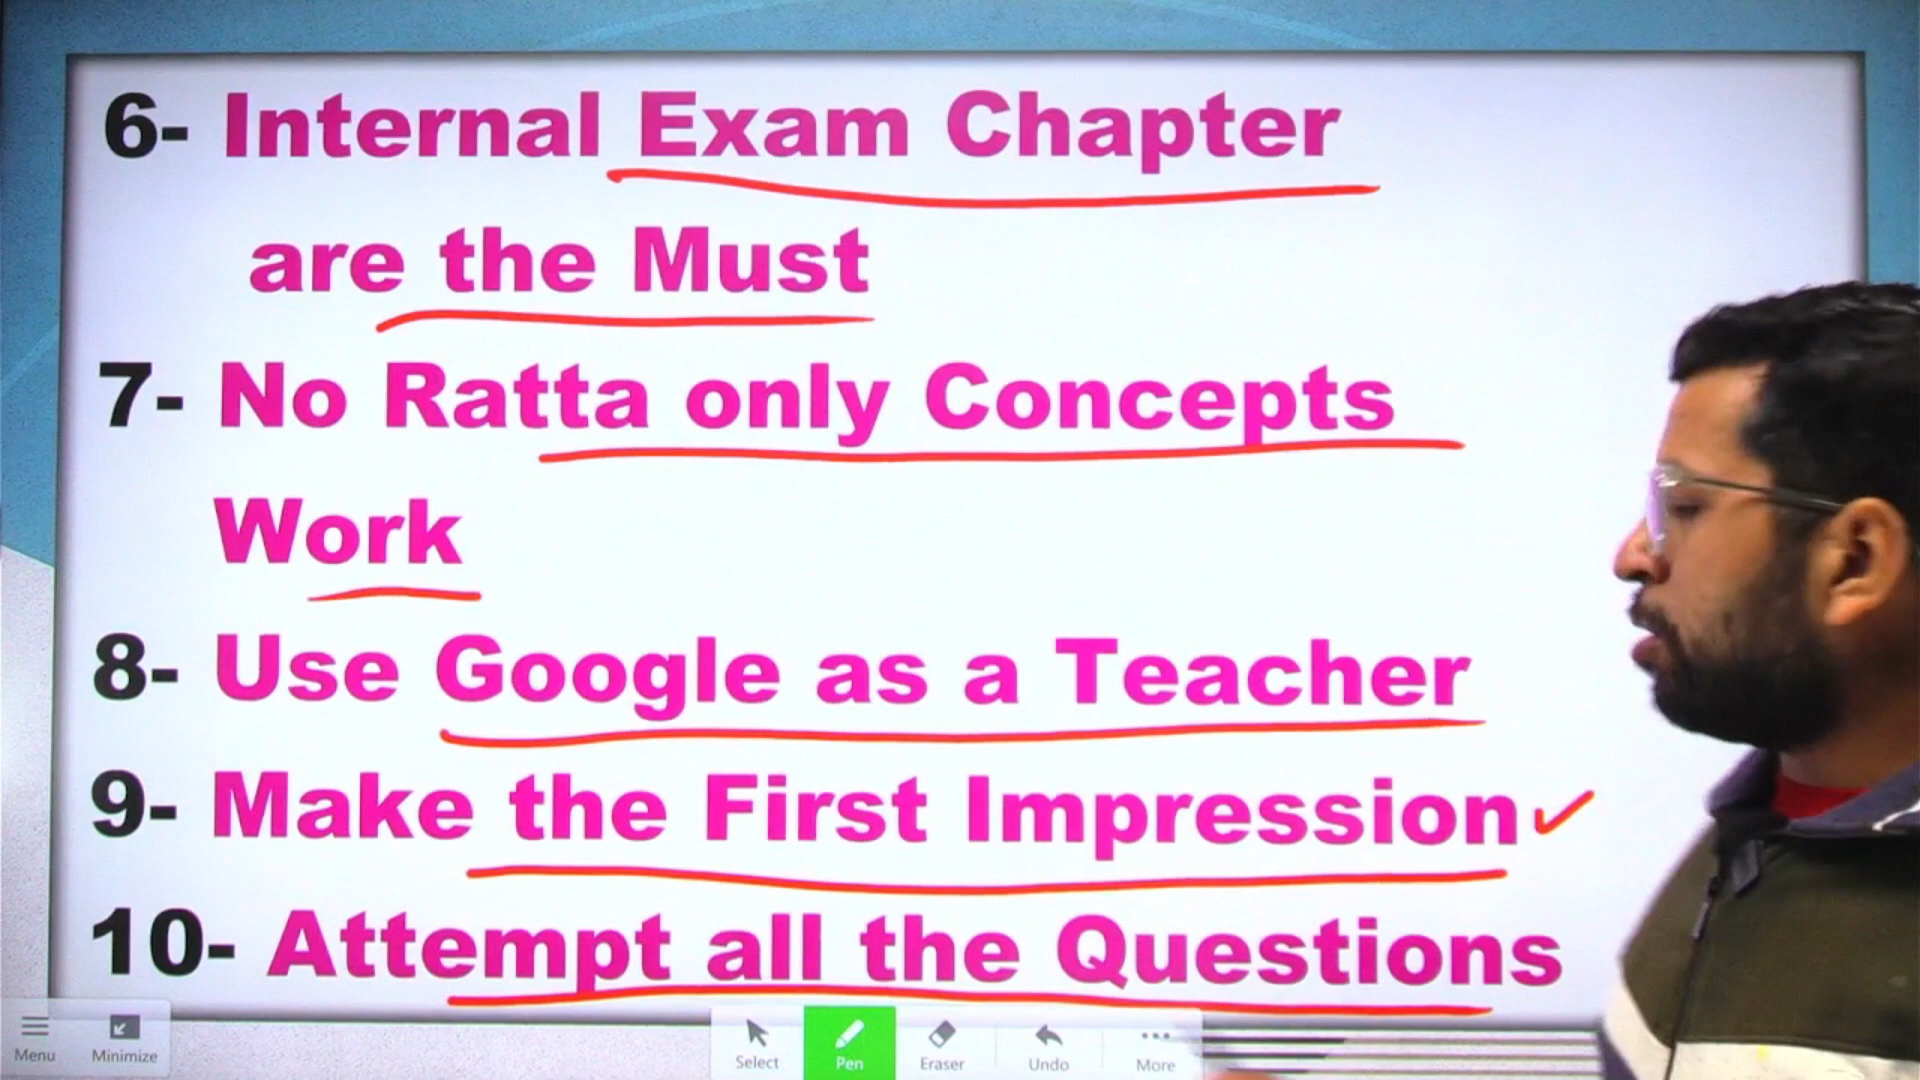 6- Internal Exam Chapter
are the Must
7- No Ratta only Concepts
Work
8- Use Google as a Teacher
9- Make the First Impression
10- Attempt all the Questions
Menu
Minimize
Select
Pen
Eraser
Undo
More